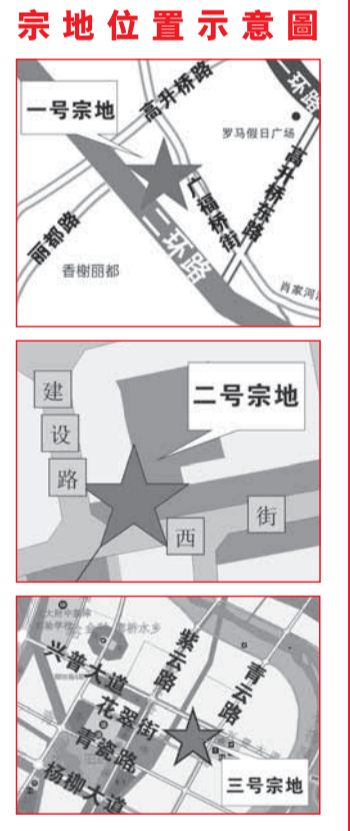 宗地位置示意圖
二环路
高升桥路
一号宗地
罗马假日广场
高升桥东路
广福桥街
丽都路
二环路
香榭丽都
肖家河
二号宗地
建设路
西街
紫云路
青云路
兴普大道
花翠街
青瓷路
杨柳大道
三号宗地